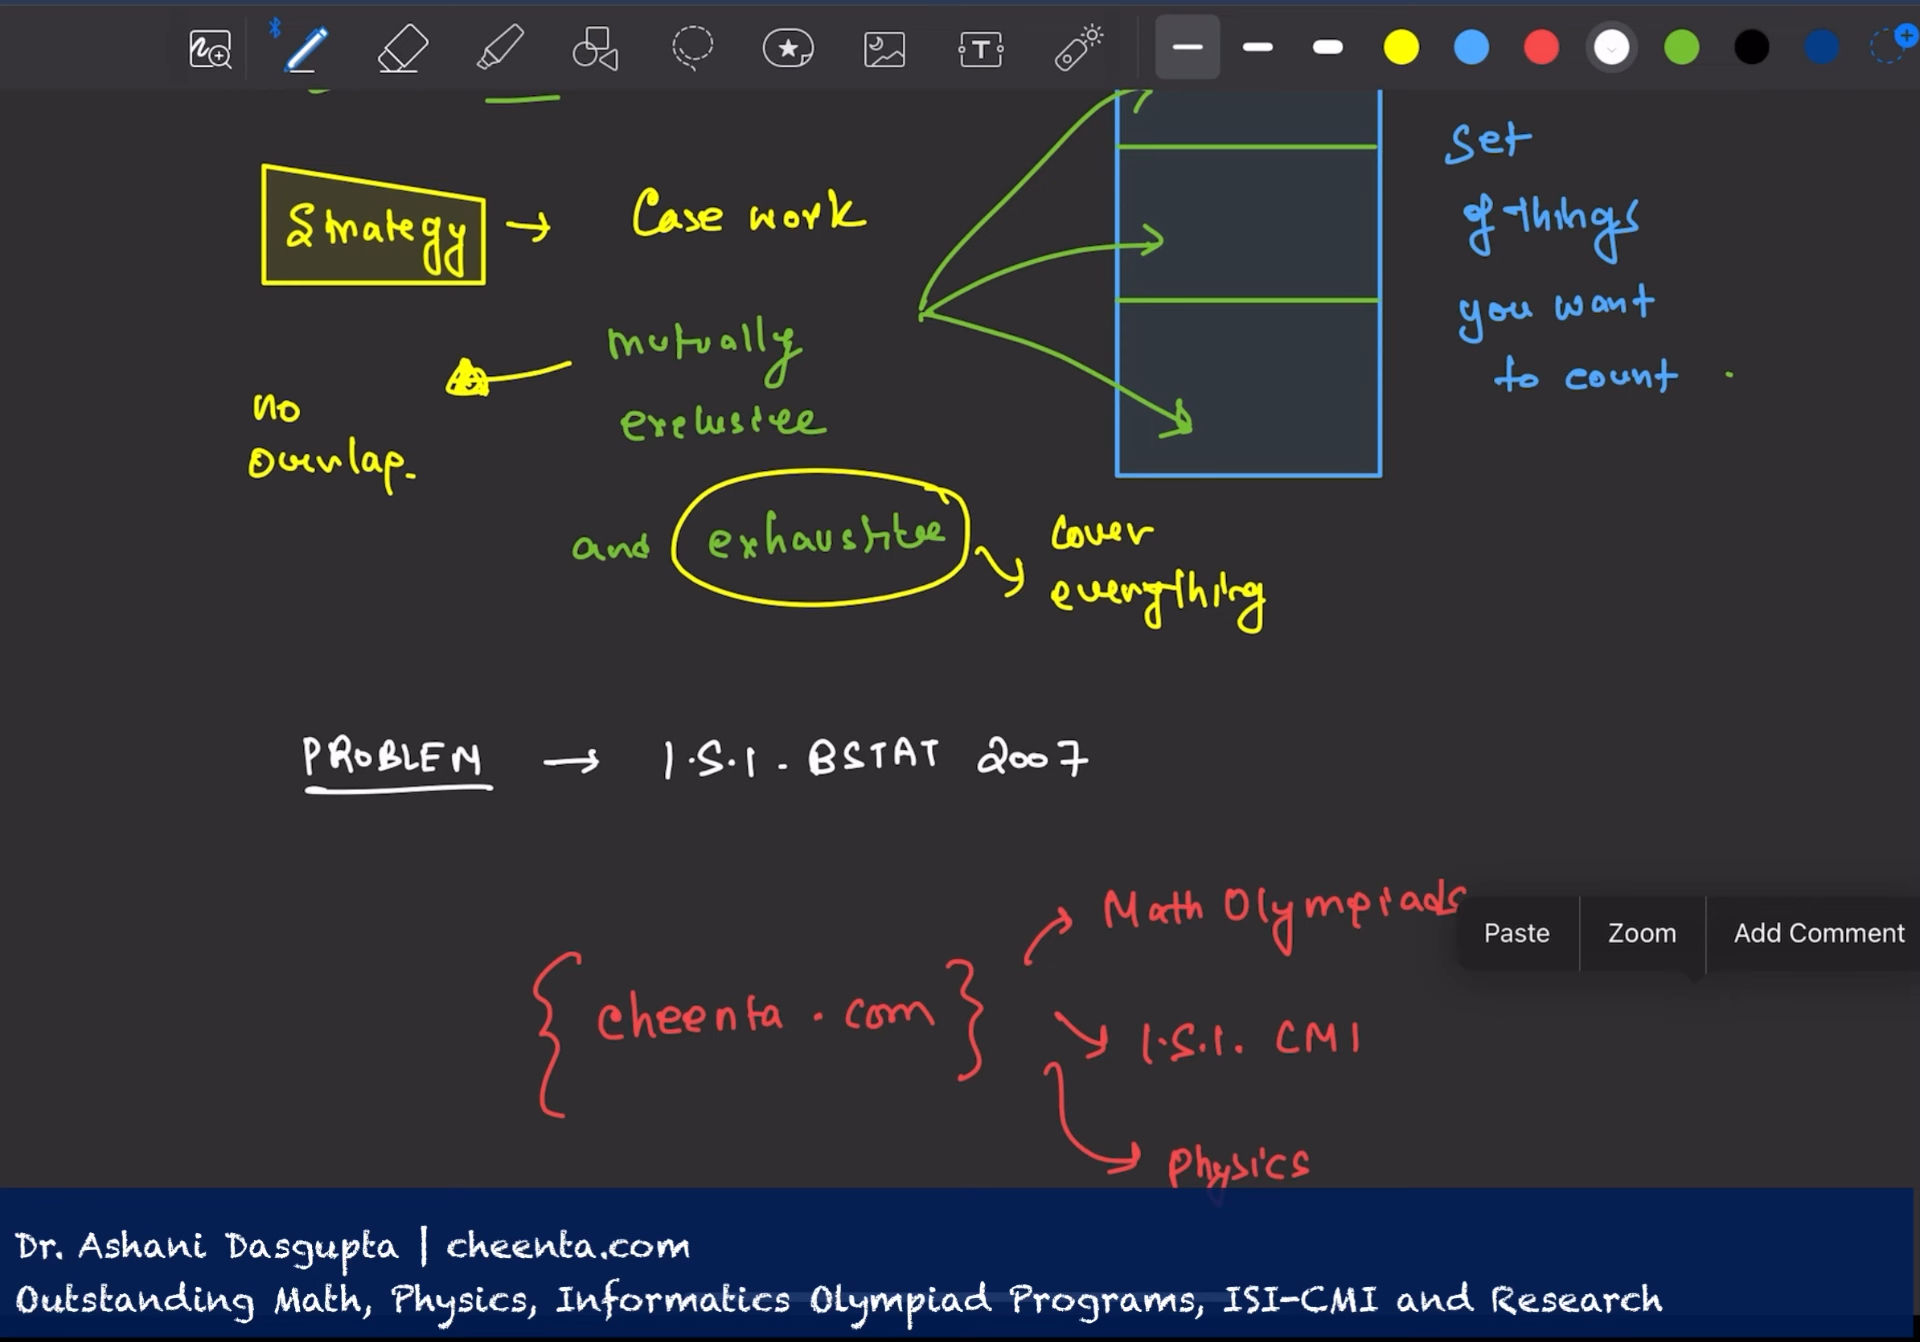 Strategy → Case work
mutually
exclusive
no
overlap.
and exhaustive
cover
everything
Set
of things
you want
to count
PROBLEM → I.S.I - BSTAT 2007
{ cheenta . com }
Math Olympiads
I.S.I. CMI
Physics
Paste
Zoom
Add Comment
Dr. Ashani Dasgupta | cheenta.com
Outstanding Math, Physics, Informatics Olympiad Programs, ISI-CMI and Research